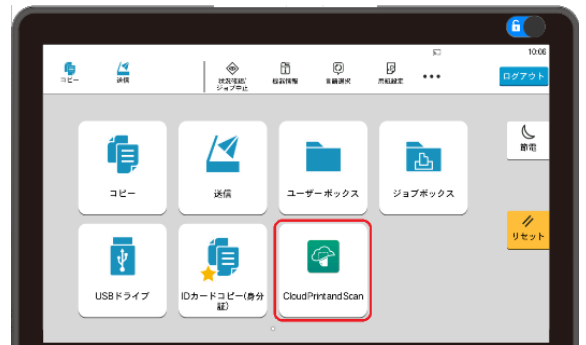 10:06
コピー
送信
状況確認/
ジョブ中止
機器情報
言語選択
用紙設定
ログアウト
節電
コピー
送信
ユーザーボックス
ジョブボックス
リセット
USBドライブ
IDカードコピー(身分
証)
CloudPrintandScan